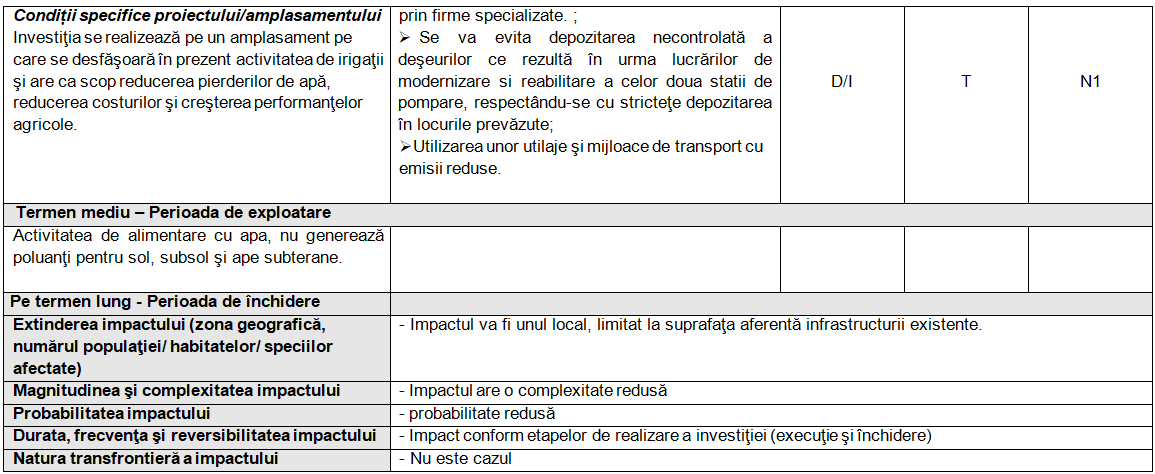 Condiții specifice proiectului/amplasamentului
Investiţia se realizează pe un amplasament pe
care se desfăşoară în prezent activitatea de irigaţii
şi are ca scop reducerea pierderilor de apă,
reducerea costurilor şi creşterea performanţelor
agricole.
prin firme specializate. ;
➢ Se va evita depozitarea necontrolată a
deşeurilor ce rezultă în urma lucrărilor de
modernizare si reabilitare a celor doua statii de
pompare, respectându-se cu stricteţe depozitarea
în locurile prevăzute;
➢Utilizarea unor utilaje şi mijloace de transport cu
emisii reduse.
D/I
T
N1
Termen mediu – Perioada de exploatare
Activitatea de alimentare cu apa, nu generează
poluanţi pentru sol, subsol şi ape subterane.
Pe termen lung - Perioada de închidere
Extinderea impactului (zona geografică,
numărul populaţiei/ habitatelor/ speciilor
afectate)
- Impactul va fi unul local, limitat la suprafaţa aferentă infrastructurii existente.
Magnitudinea şi complexitatea impactului
- Impactul are o complexitate redusă
Probabilitatea impactului
- probabilitate redusă
Durata, frecvenţa şi reversibilitatea impactului
- Impact conform etapelor de realizare a investiţiei (execuţie şi închidere)
Natura transfrontieră a impactului
- Nu este cazul